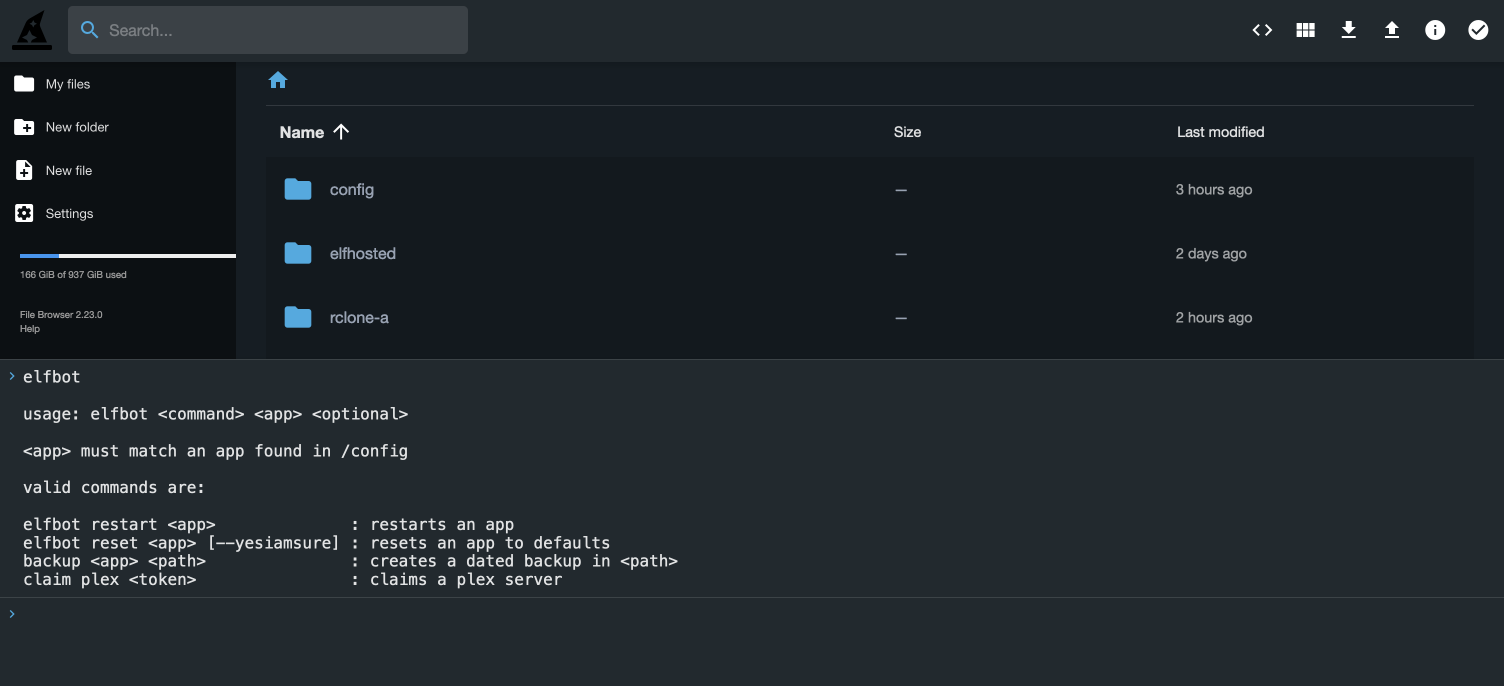 Search...
My files
New folder
New file
Settings
166 GiB of 937 GiB used
File Browser 2.23.0
Help
Name Size Last modified
config — 3 hours ago
elfhosted — 2 days ago
rclone-a — 2 hours ago
elfbot
usage: elfbot <command> <app> <optional>
<app> must match an app found in /config
valid commands are:
elfbot restart <app> : restarts an app
elfbot reset <app> [--yesiamsure] : resets an app to defaults
backup <app> <path> : creates a dated backup in <path>
claim plex <token> : claims a plex server